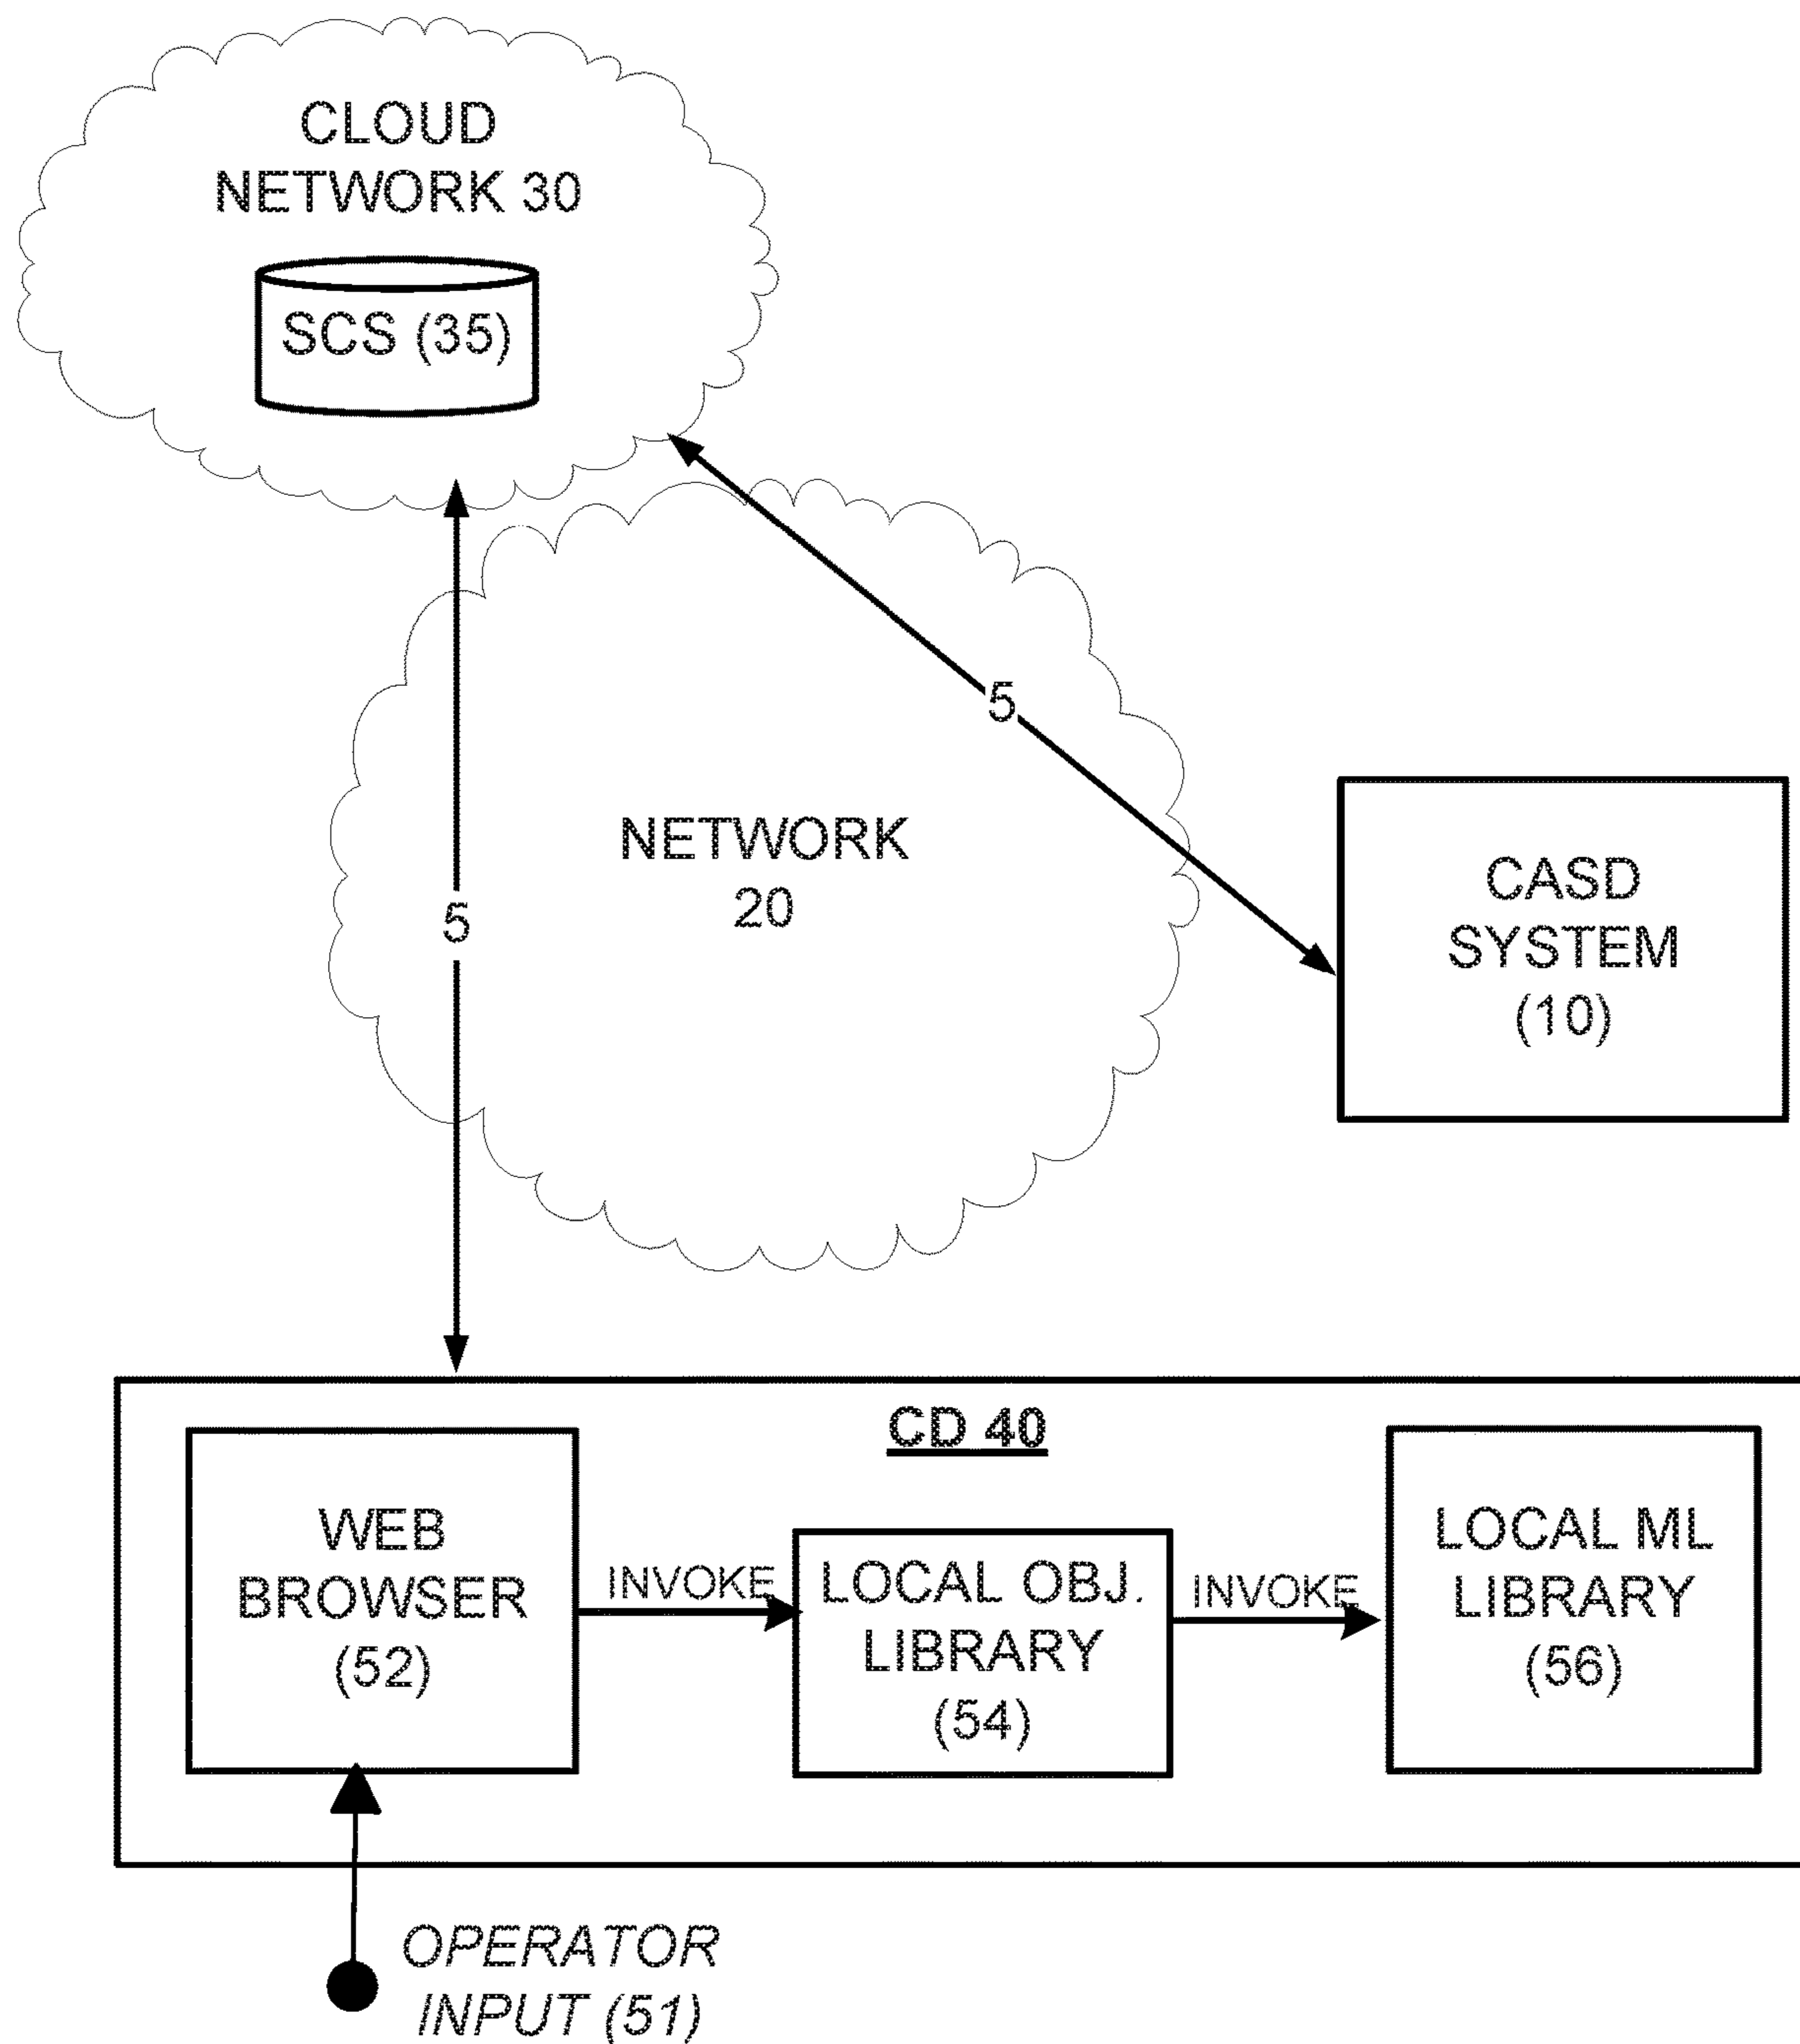 CLOUD
NETWORK 30
SCS (35)
5
NETWORK
20
5
CASD
SYSTEM
(10)
CD 40
WEB
BROWSER
(52)
INVOKE
LOCAL OBJ.
LIBRARY
(54)
INVOKE
LOCAL ML
LIBRARY
(56)
OPERATOR
INPUT (51)